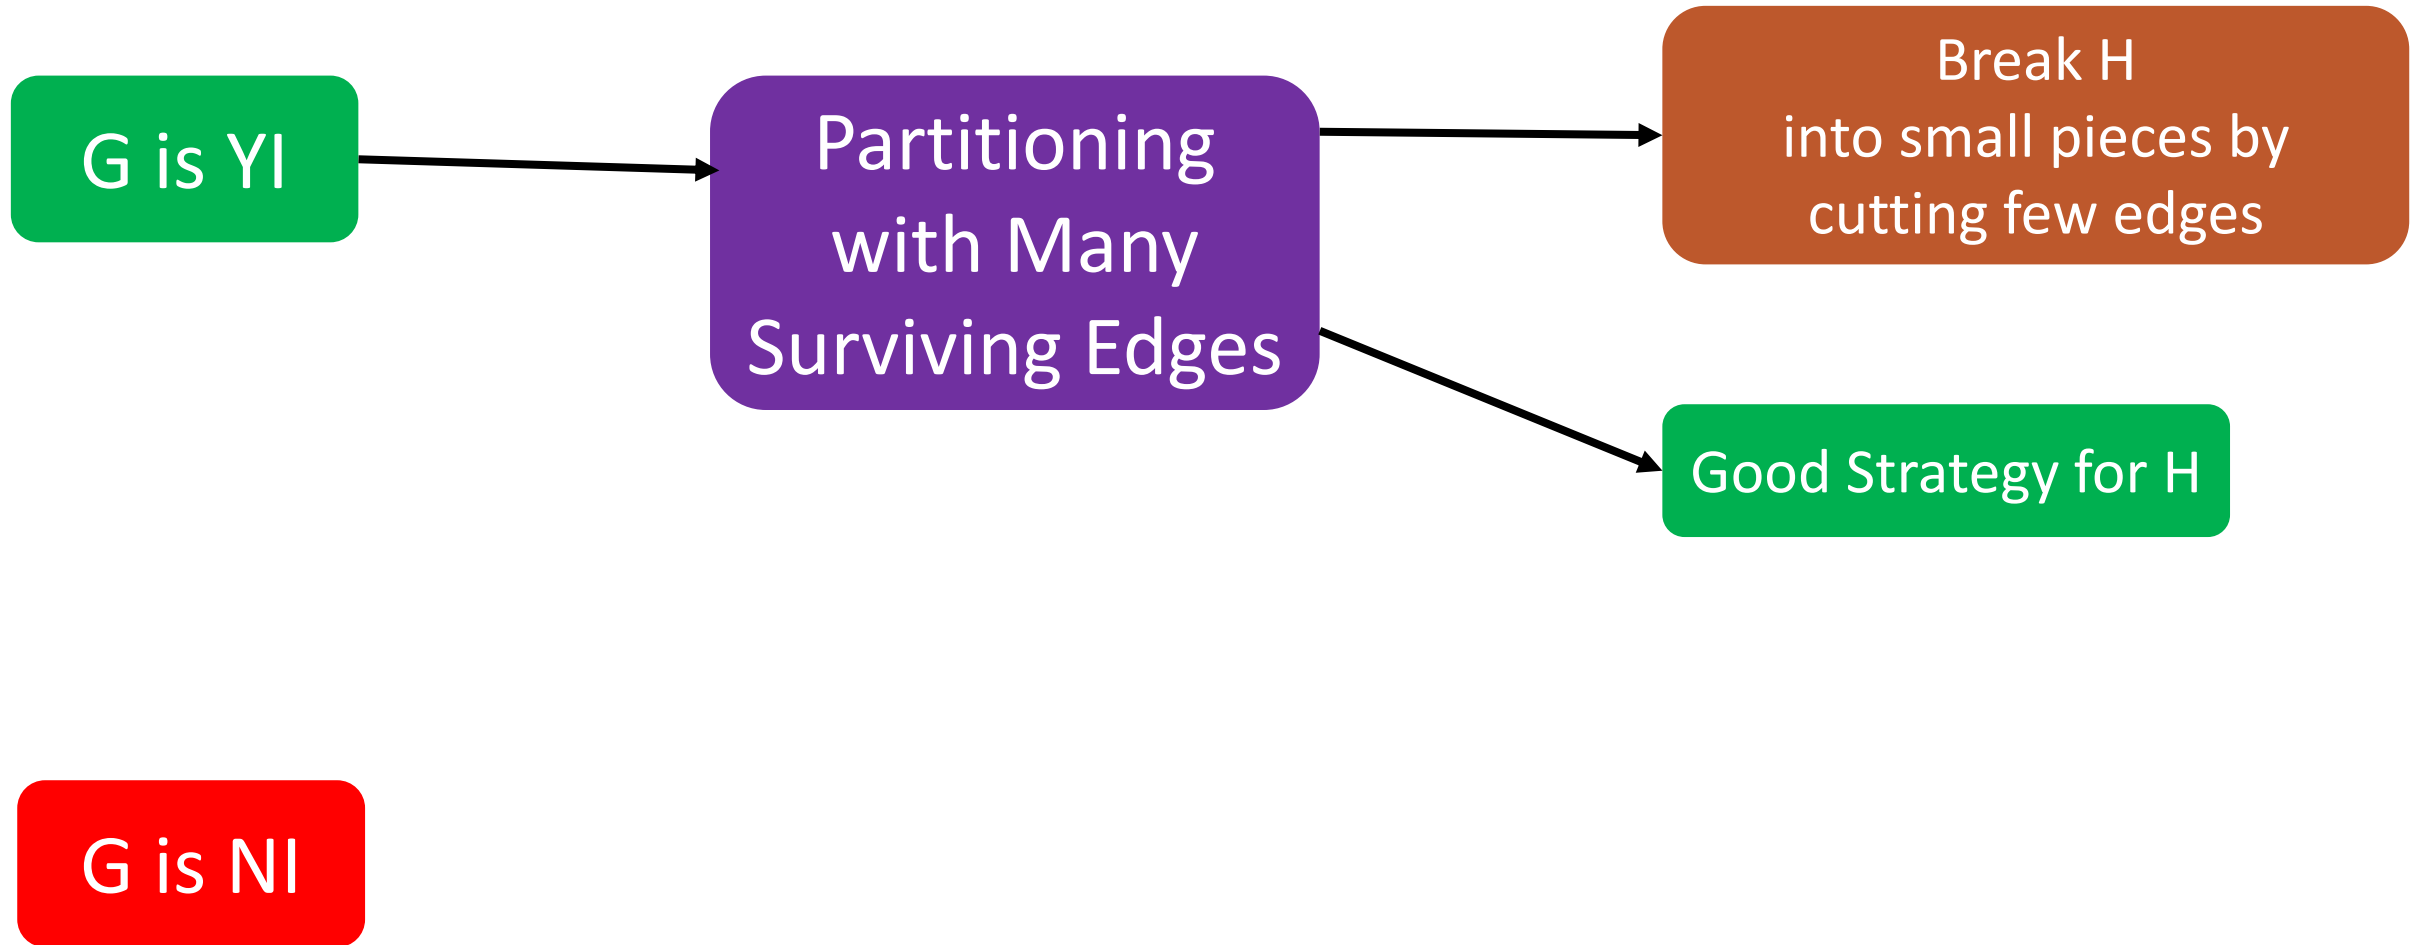 G is YI
Partitioning
with Many
Surviving Edges
Break H
into small pieces by
cutting few edges
Good Strategy for H
G is NI